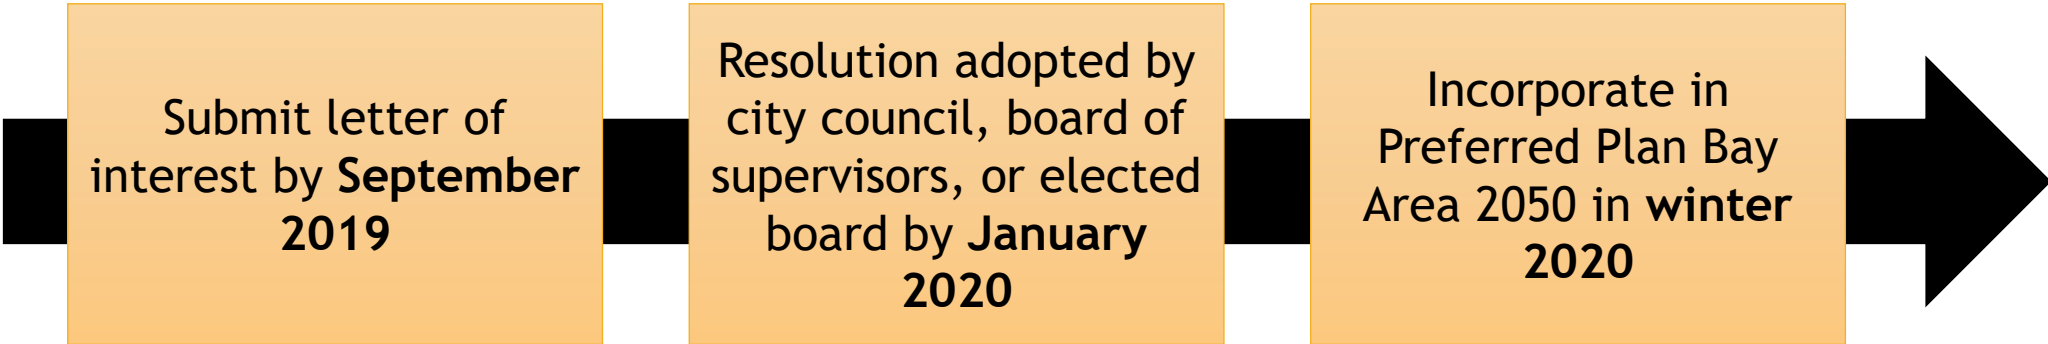 Submit letter of
interest by September
2019
Resolution adopted by
city council, board of
supervisors, or elected
board by January
2020
Incorporate in
Preferred Plan Bay
Area 2050 in winter
2020